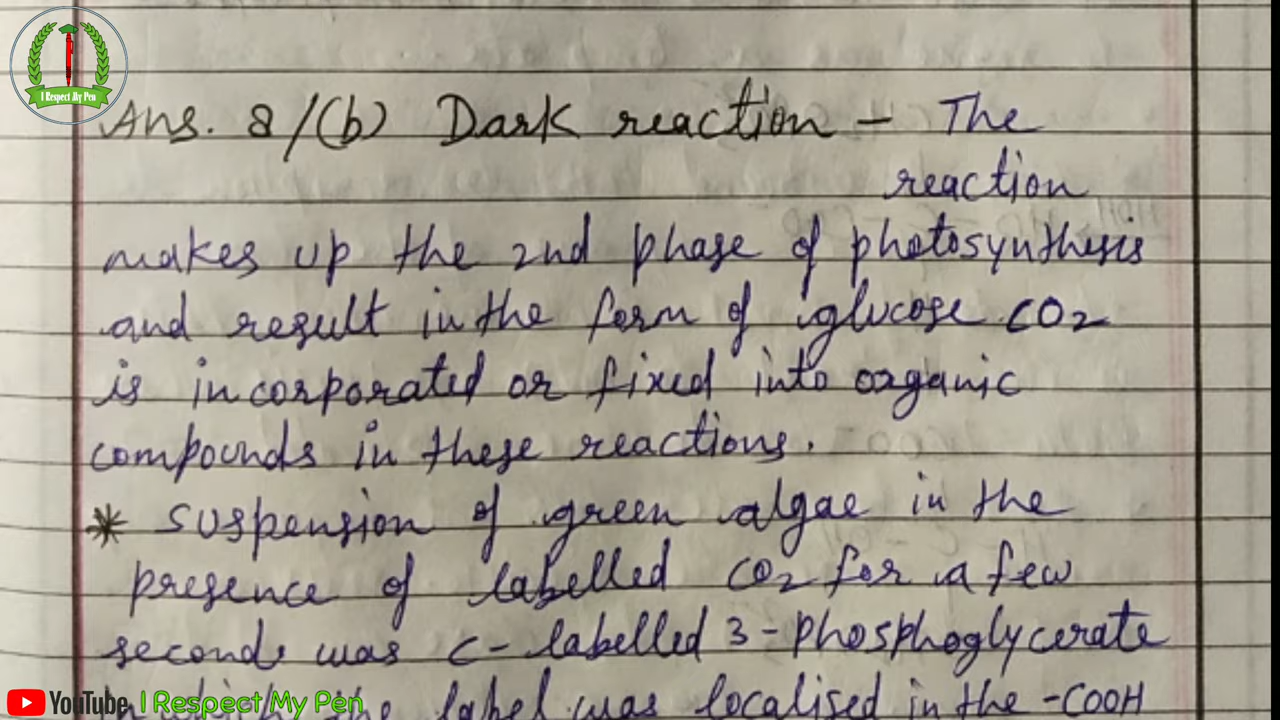 I Respect My Pen
Ans. 8/(b) Dark reaction - The
reaction
makes up the 2nd phase of photosynthesis
and result in the form of glucose CO2
is incorporated or fixed into organic
compounds in these reactions.
* suspension of green algae in the
presence of labelled CO2 for a few
seconds was C- labelled 3-phosphoglycerate
the label was localised in the -COOH
YouTube I Respect My Pen